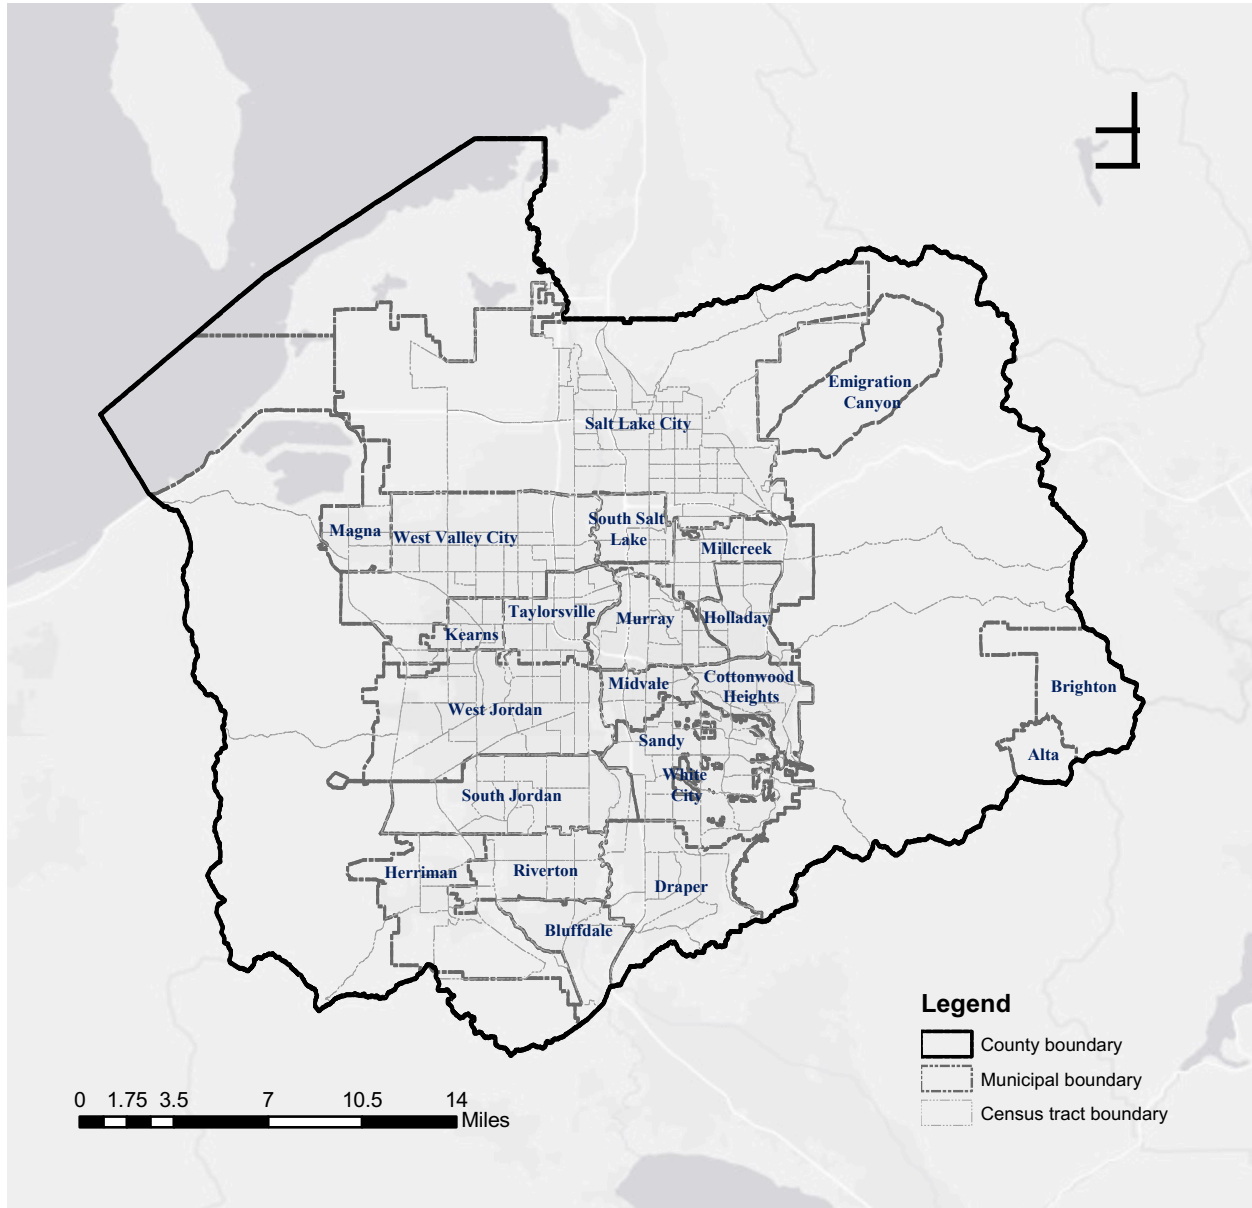 Emigration
Canyon
Salt Lake City
South Salt
Lake
Magna
West Valley City
Millcreek
Taylorsville
Murray
Holladay
Kearns
Midvale
Cottonwood
Heights
Brighton
West Jordan
Sandy
Alta
White
City
South Jordan
Herriman
Riverton
Draper
Bluffdale
Legend
County boundary
Municipal boundary
Census tract boundary
0 1.75 3.5 7 10.5 14
Miles